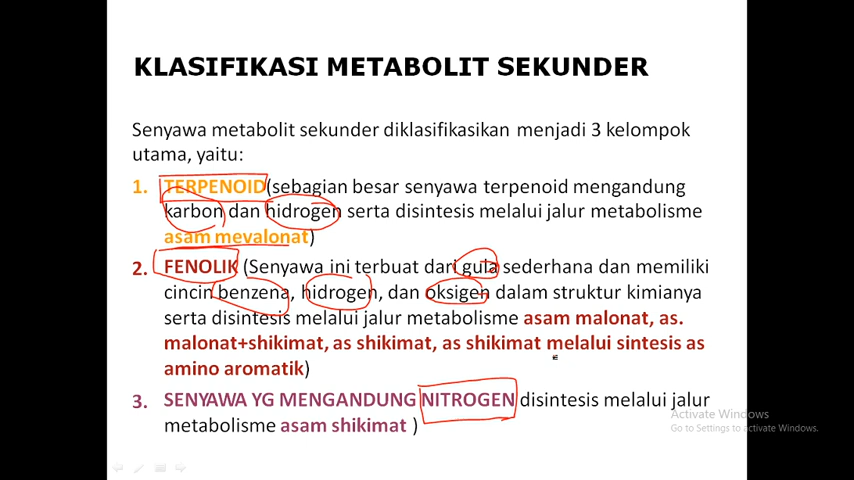 KLASIFIKASI METABOLIT SEKUNDER
Senyawa metabolit sekunder diklasifikasikan menjadi 3 kelompok
utama, yaitu:
1. TERPENOID(sebagian besar senyawa terpenoid mengandung
karbon dan hidrogen serta disintesis melalui jalur metabolisme
asam mevalonat)
2. FENOLIK (Senyawa ini terbuat dari gula sederhana dan memiliki
cincin benzena, hidrogen, dan oksigen dalam struktur kimianya
serta disintesis melalui jalur metabolisme asam malonat, as.
malonat+shikimat, as shikimat, as shikimat melalui sintesis as
amino aromatik)
3. SENYAWA YG MENGANDUNG NITROGEN disintesis melalui jalur
metabolisme asam shikimat )
Activate Windows
Go to Settings to activate Windows.